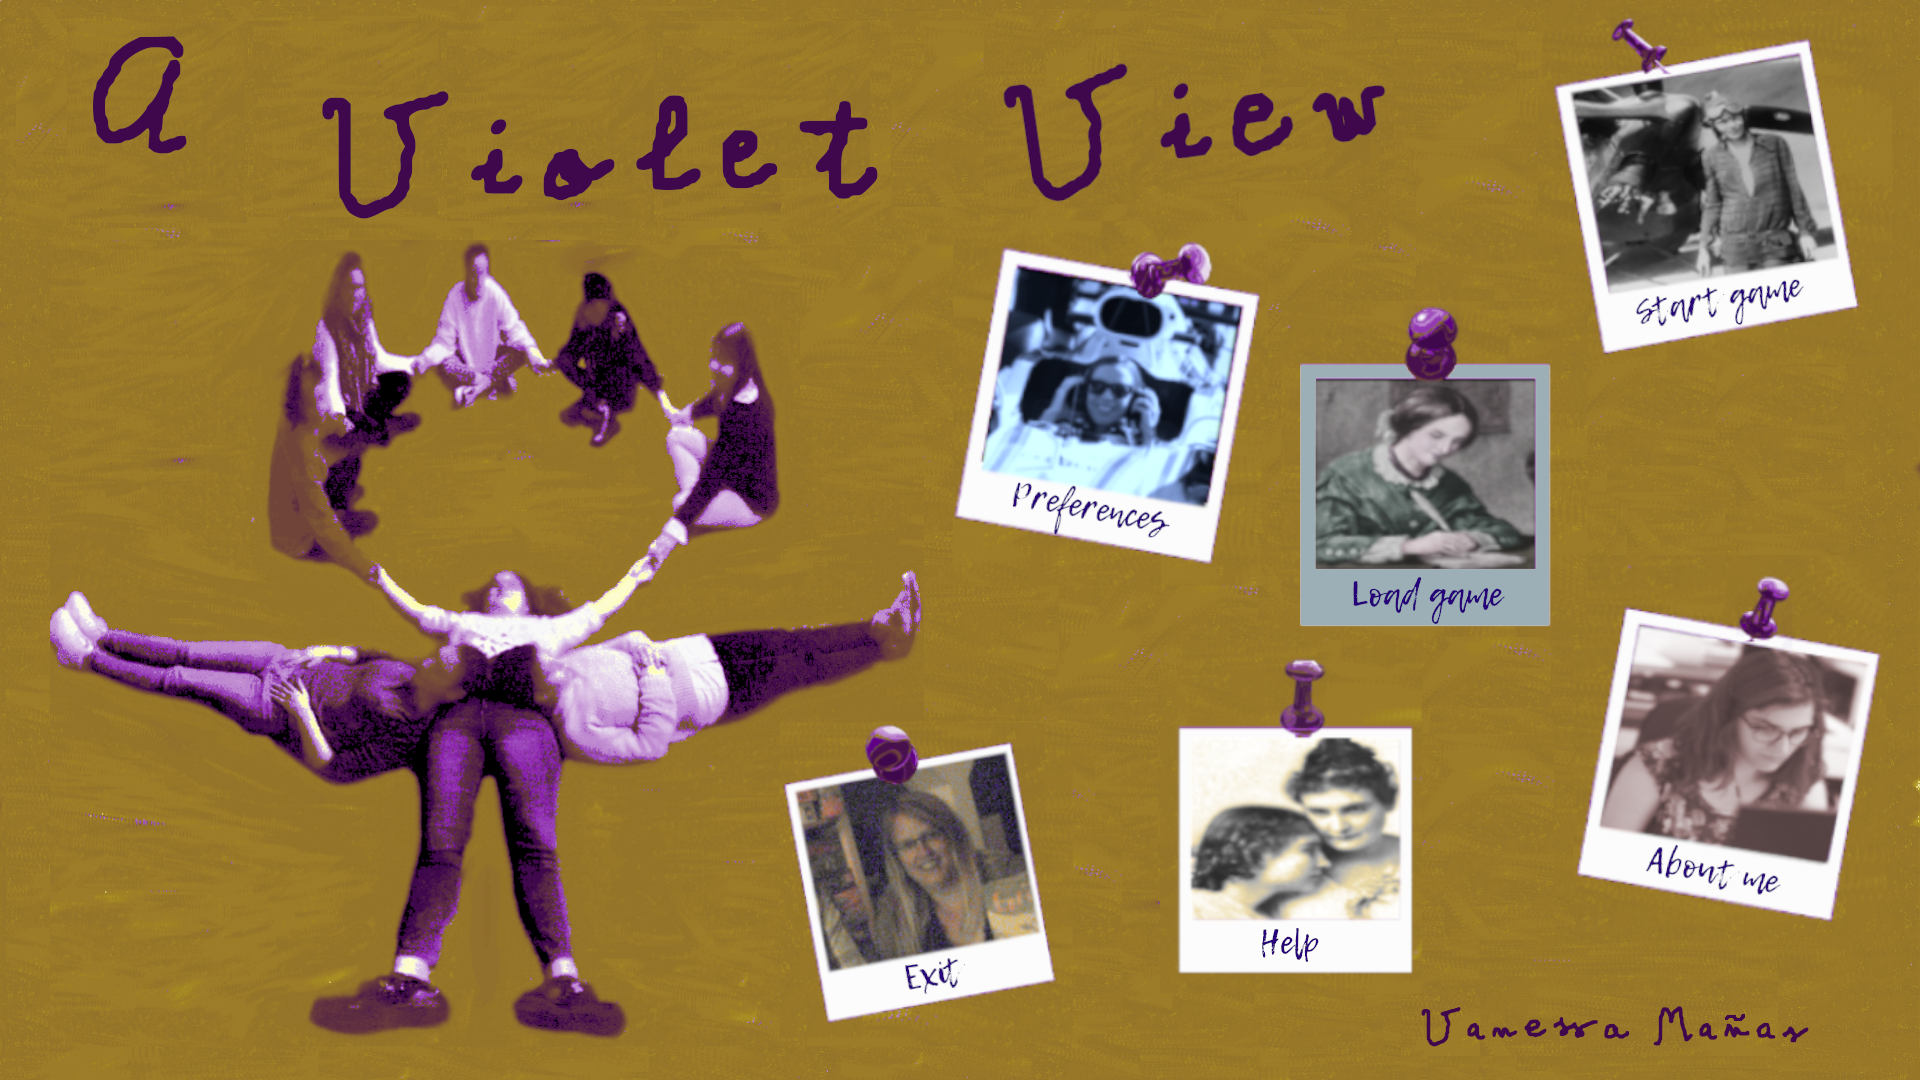 A Violet View
Start game
Preferences
Load game
About me
Help
Exit
Vanessa Mañas